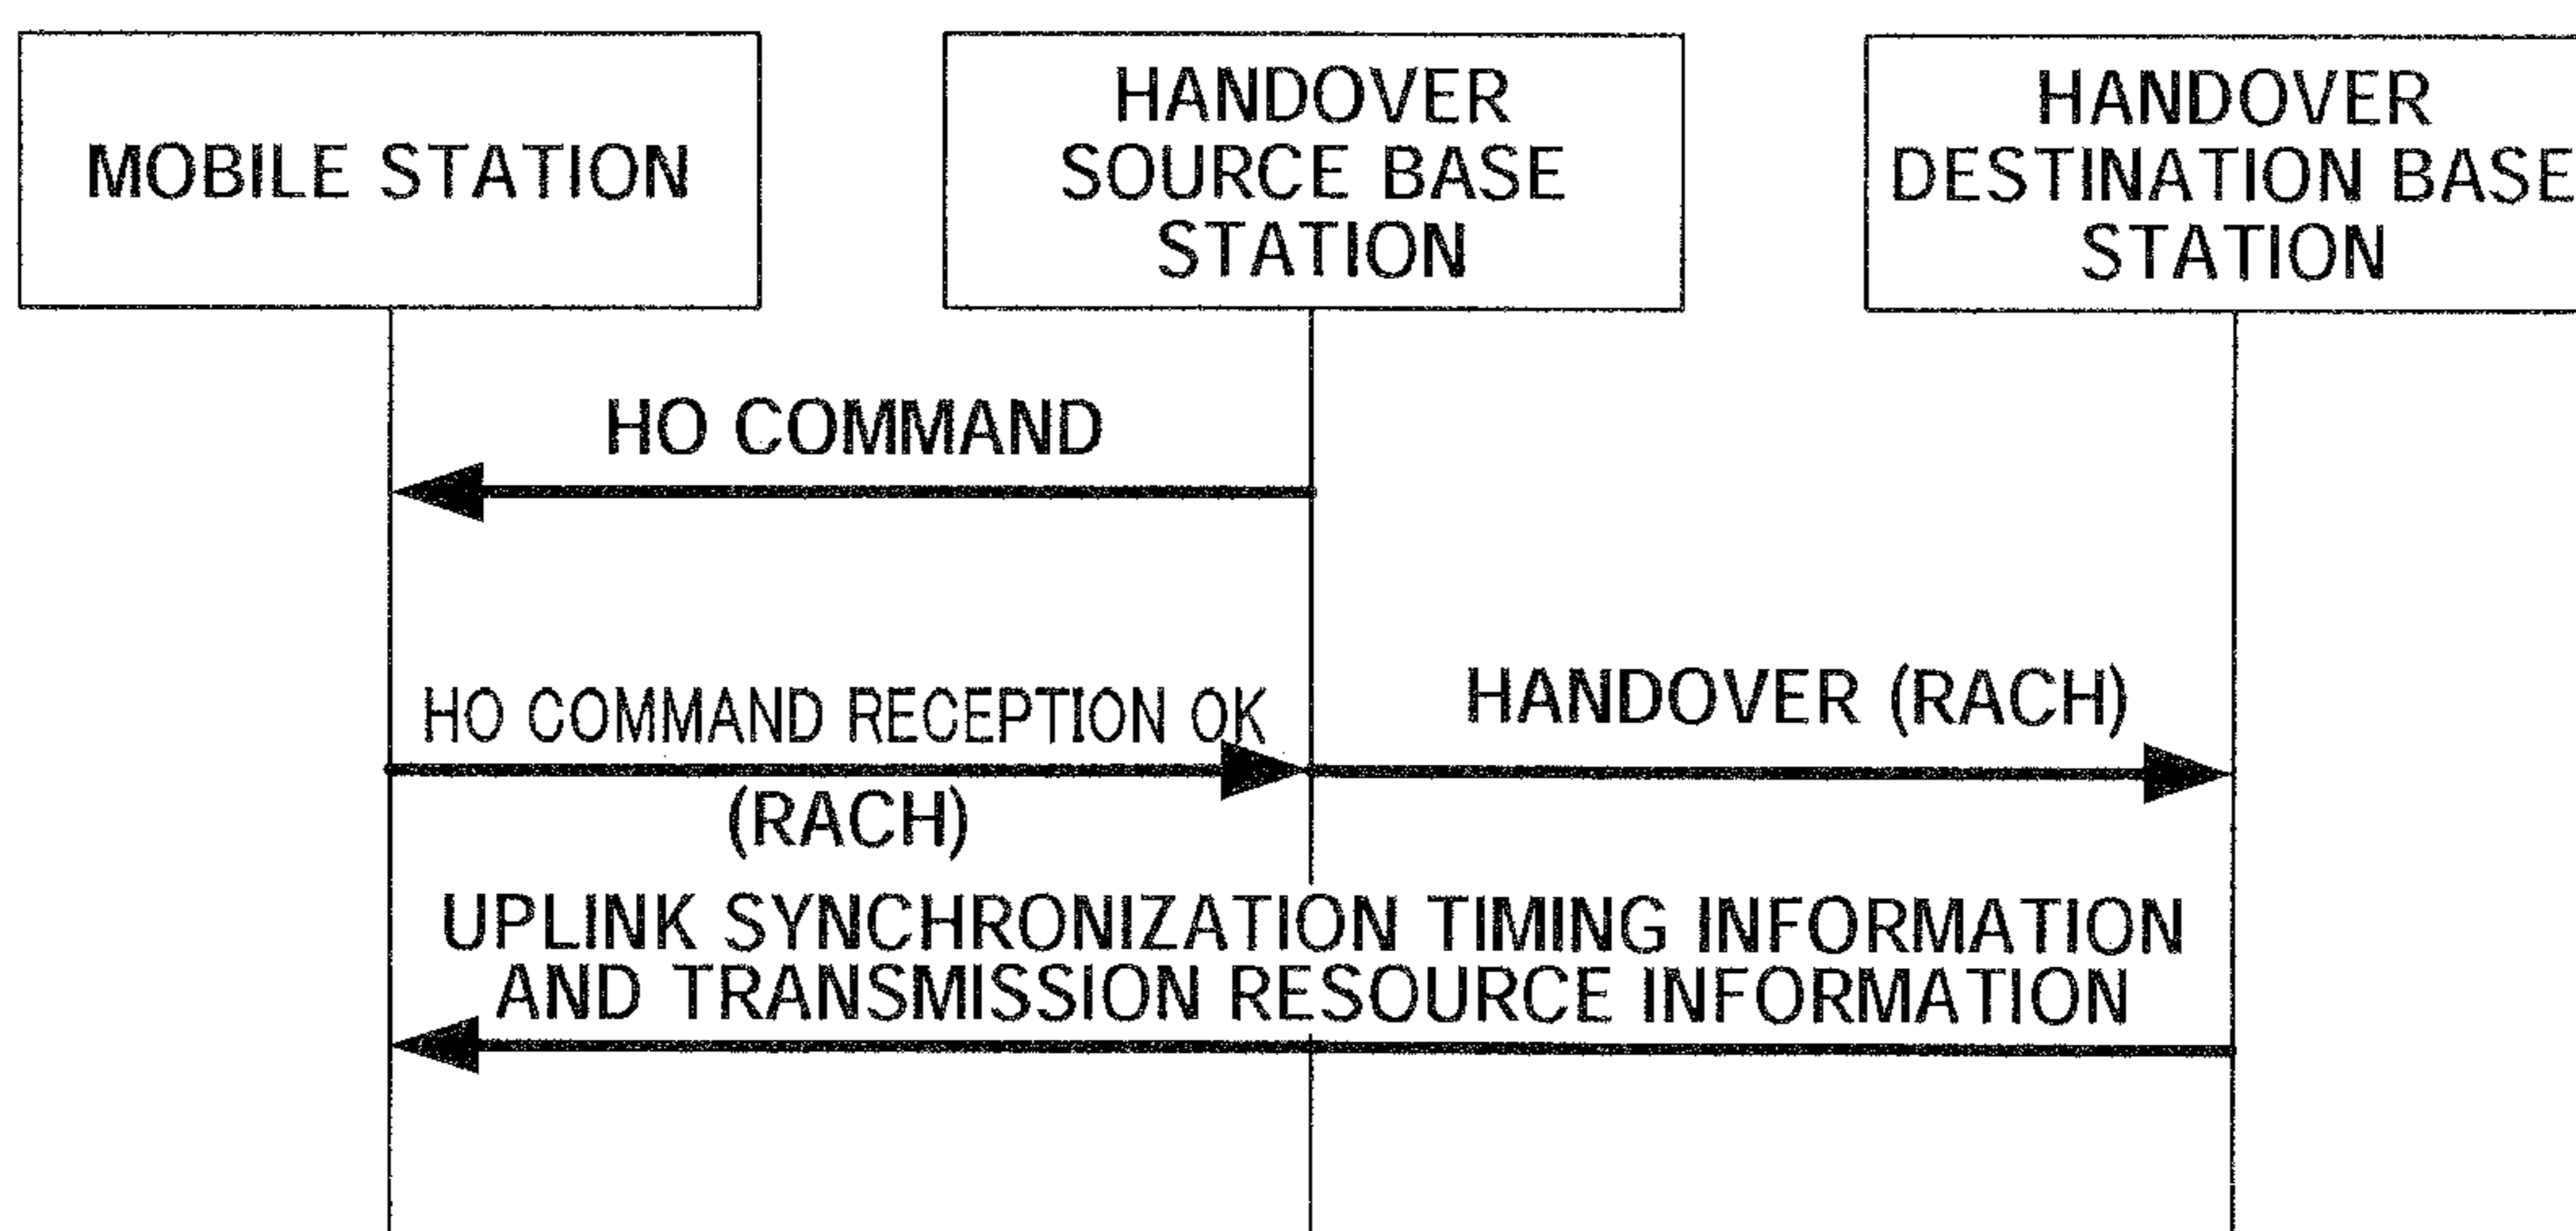 MOBILE STATION
HANDOVER
SOURCE BASE
STATION
HANDOVER
DESTINATION BASE
STATION
HO COMMAND
HO COMMAND RECEPTION OK
(RACH)
HANDOVER (RACH)
UPLINK SYNCHRONIZATION TIMING INFORMATION
AND TRANSMISSION RESOURCE INFORMATION